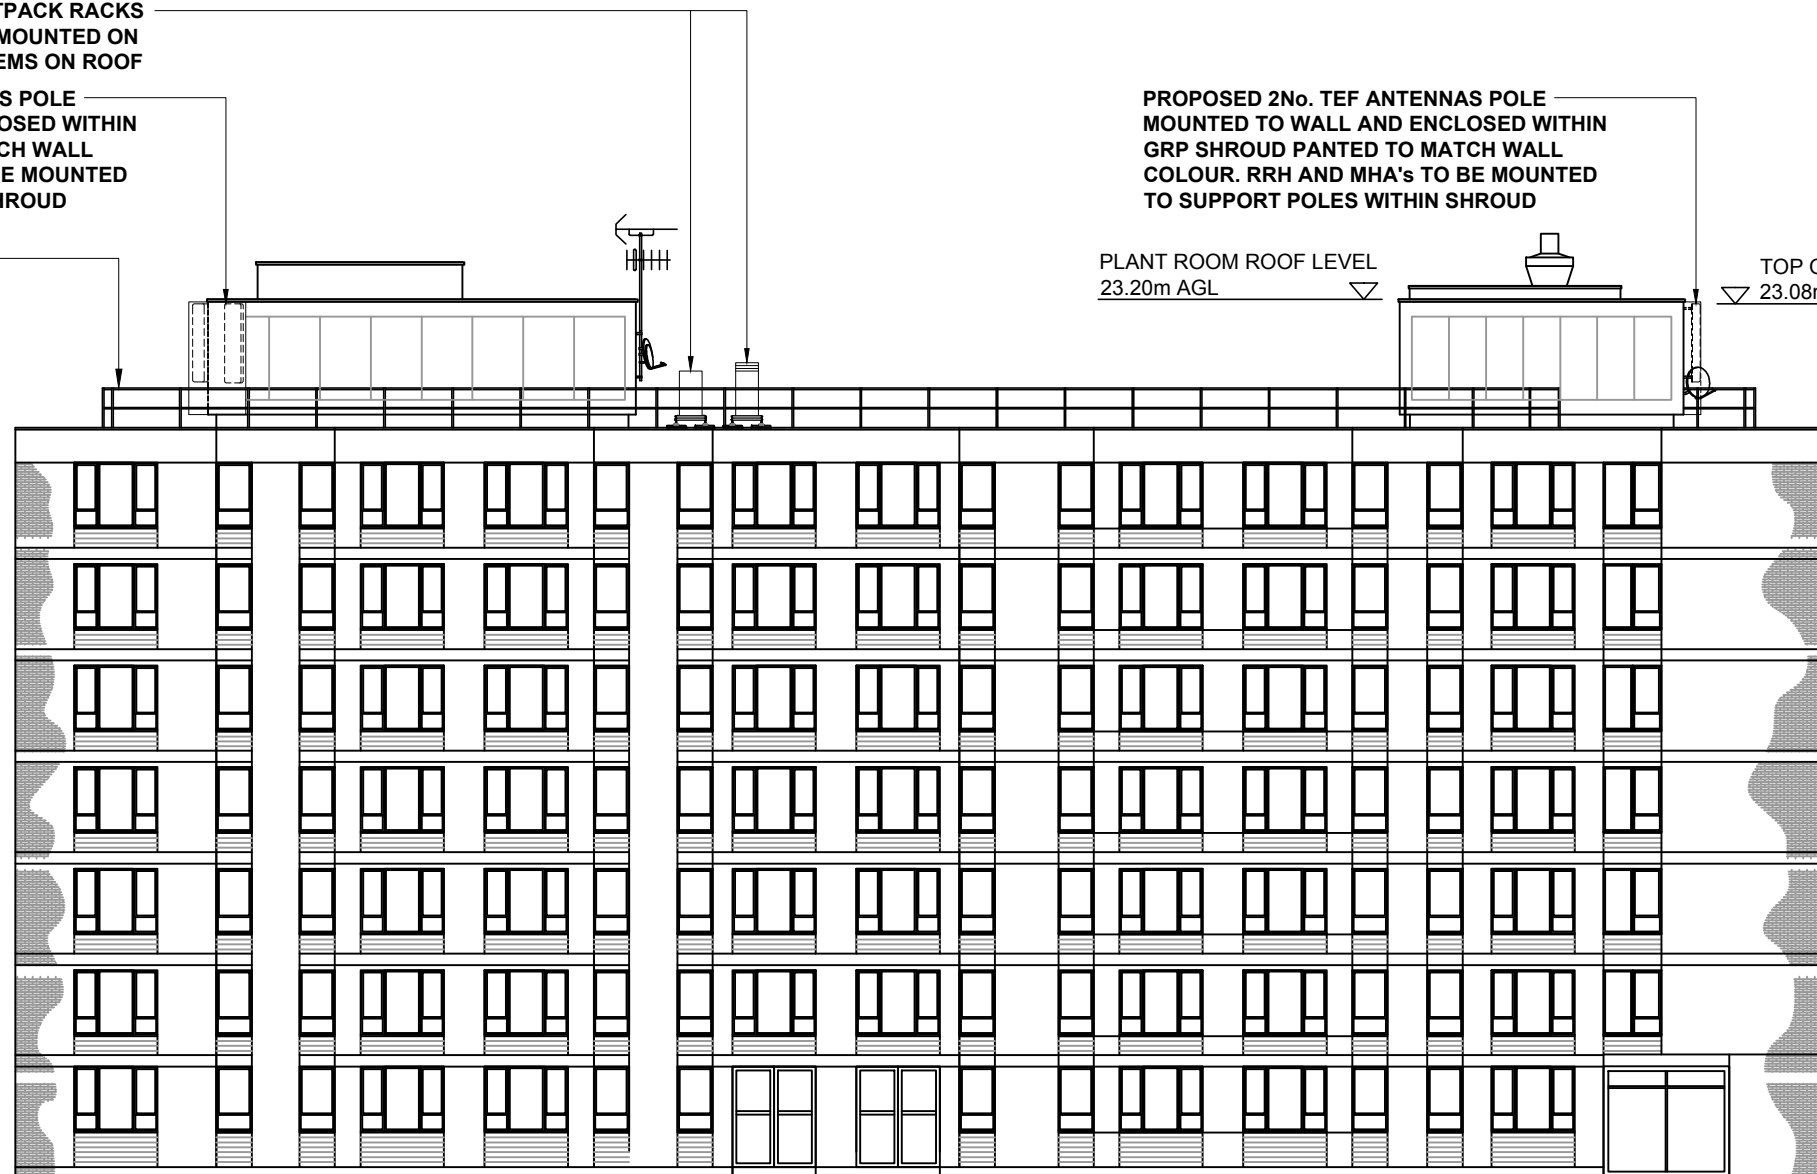 TPACK RACKS
MOUNTED ON
EMS ON ROOF
S POLE
OSED WITHIN
CH WALL
E MOUNTED
HROUD
PROPOSED 2No. TEF ANTENNAS POLE
MOUNTED TO WALL AND ENCLOSED WITHIN
GRP SHROUD PANTED TO MATCH WALL
COLOUR. RRH AND MHA's TO BE MOUNTED
TO SUPPORT POLES WITHIN SHROUD
PLANT ROOM ROOF LEVEL
23.20m AGL
TOP
23.08